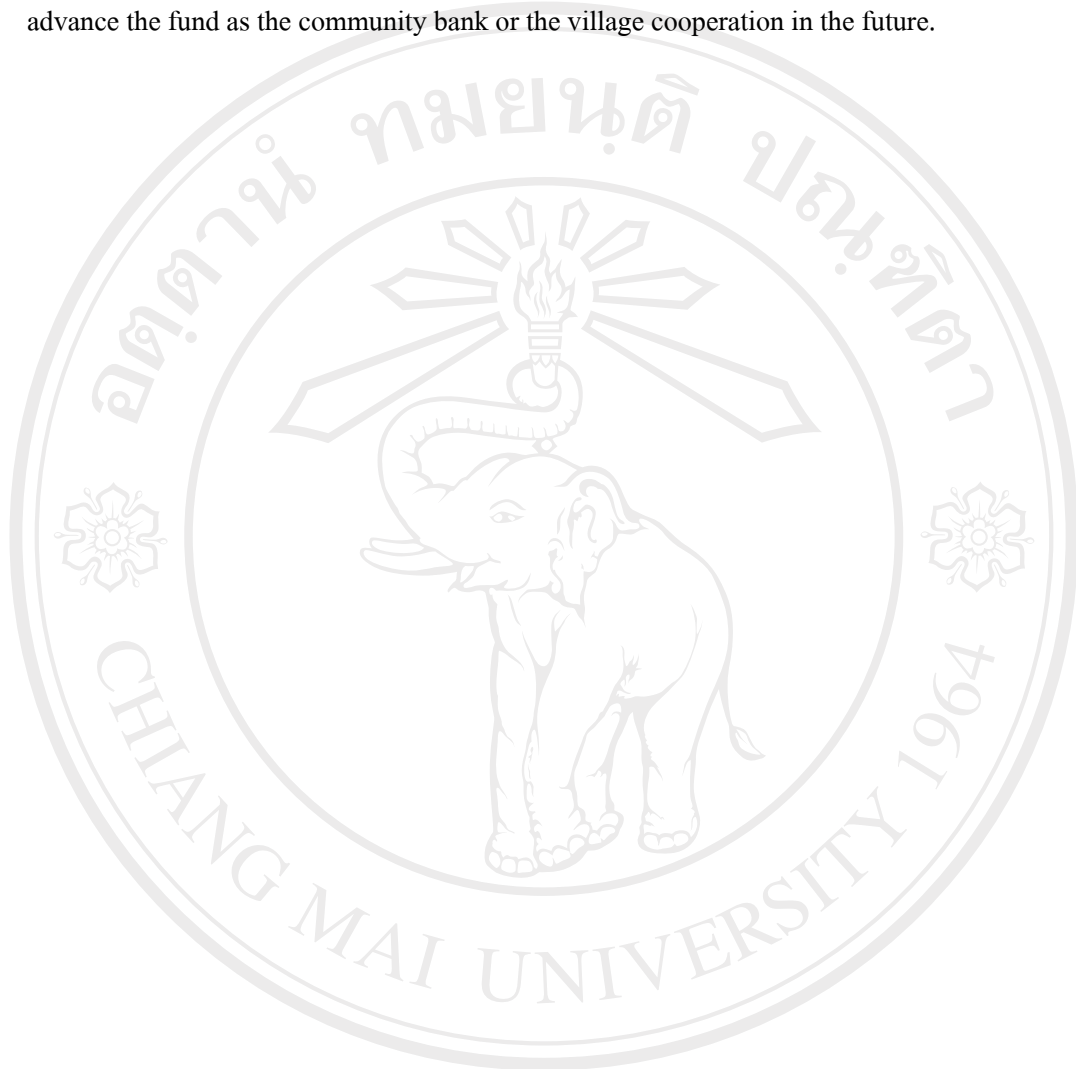 advance the fund as the community bank or the village cooperation in the future.
อตฺตานํ ทมยนฺติ ปณฺฑิตา
CHIANG MAI UNIVERSITY 1964